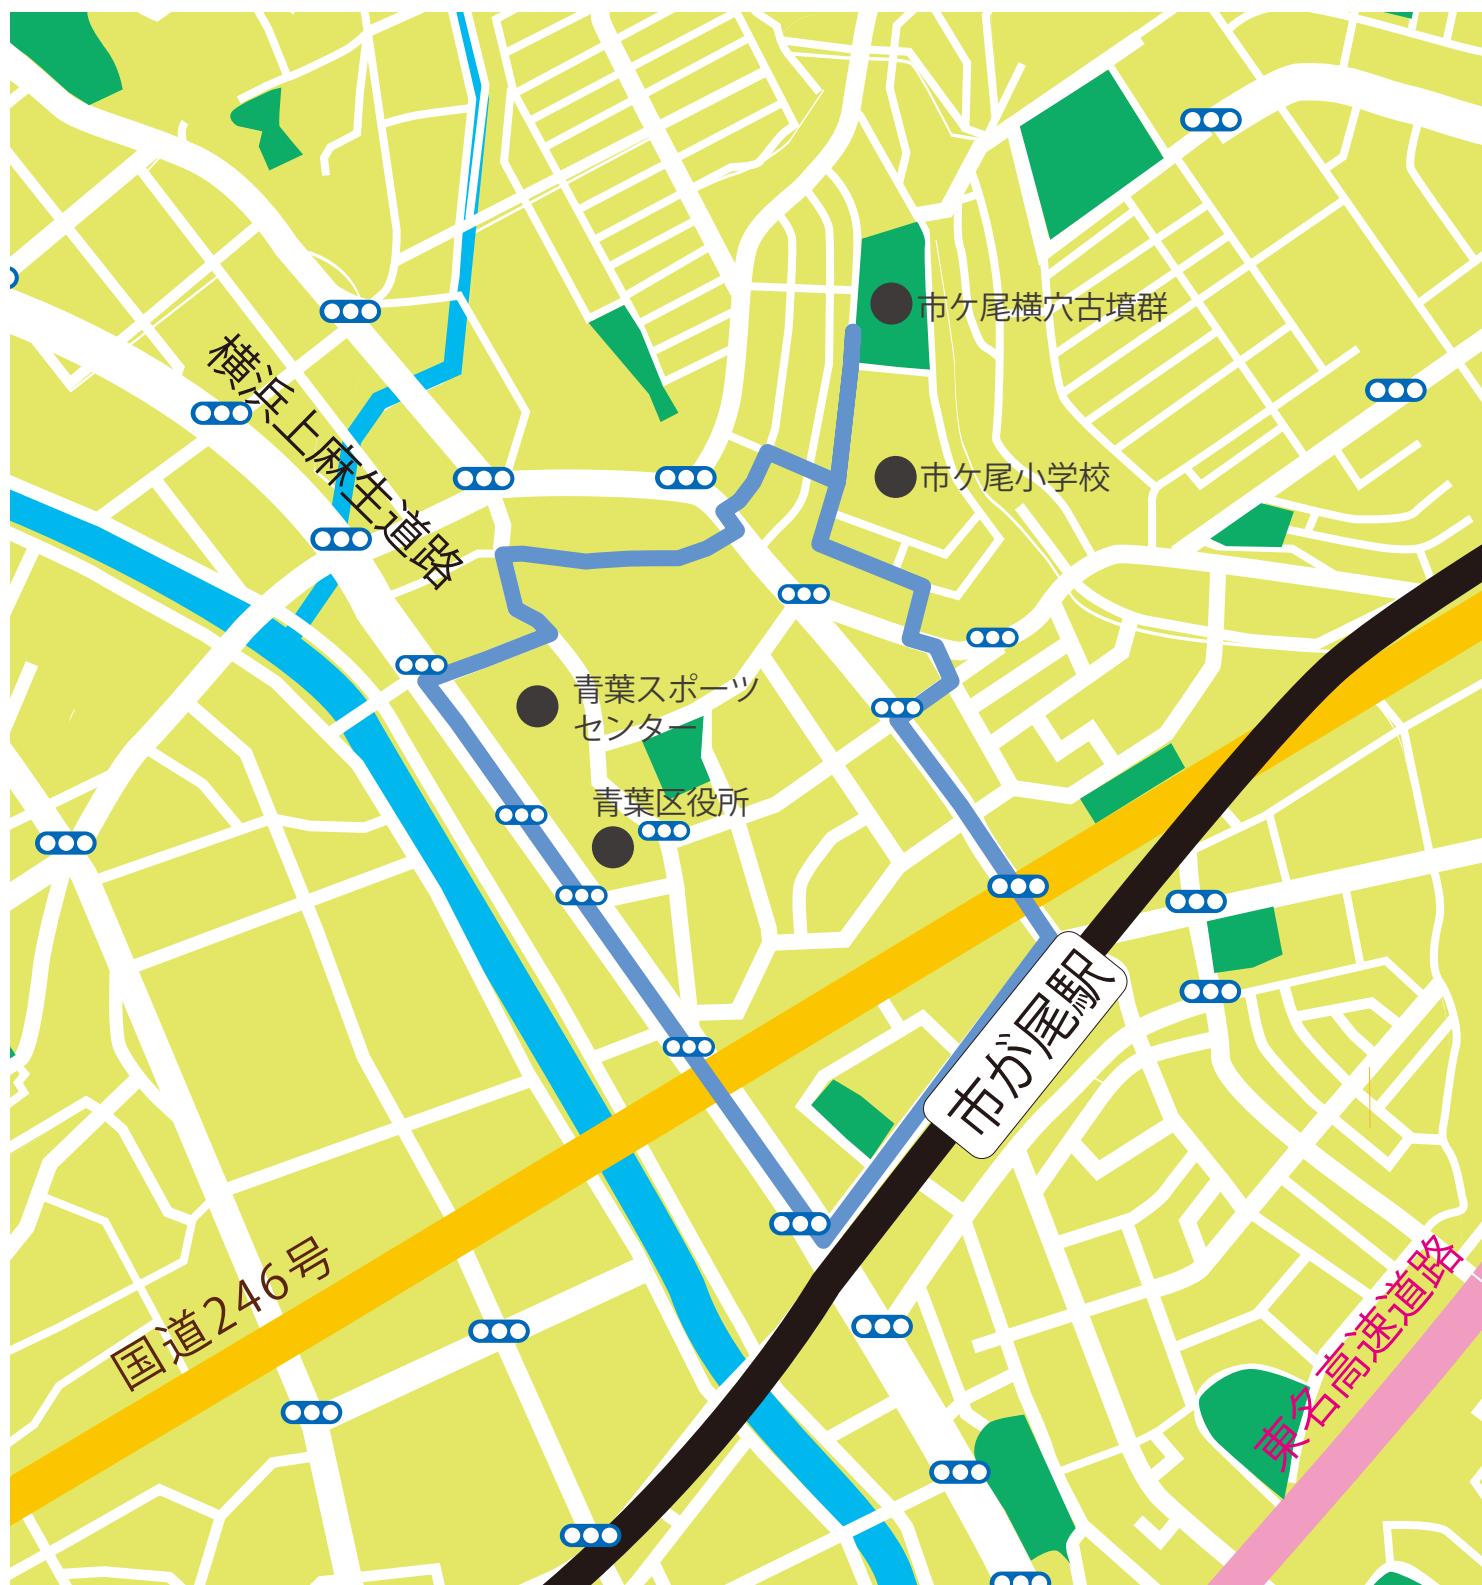 市ケ尾横穴古墳群
横浜上麻生道路
市ケ尾小学校
青葉スポーツ
センター
青葉区役所
市が尾駅
国道246号
東名高速道路